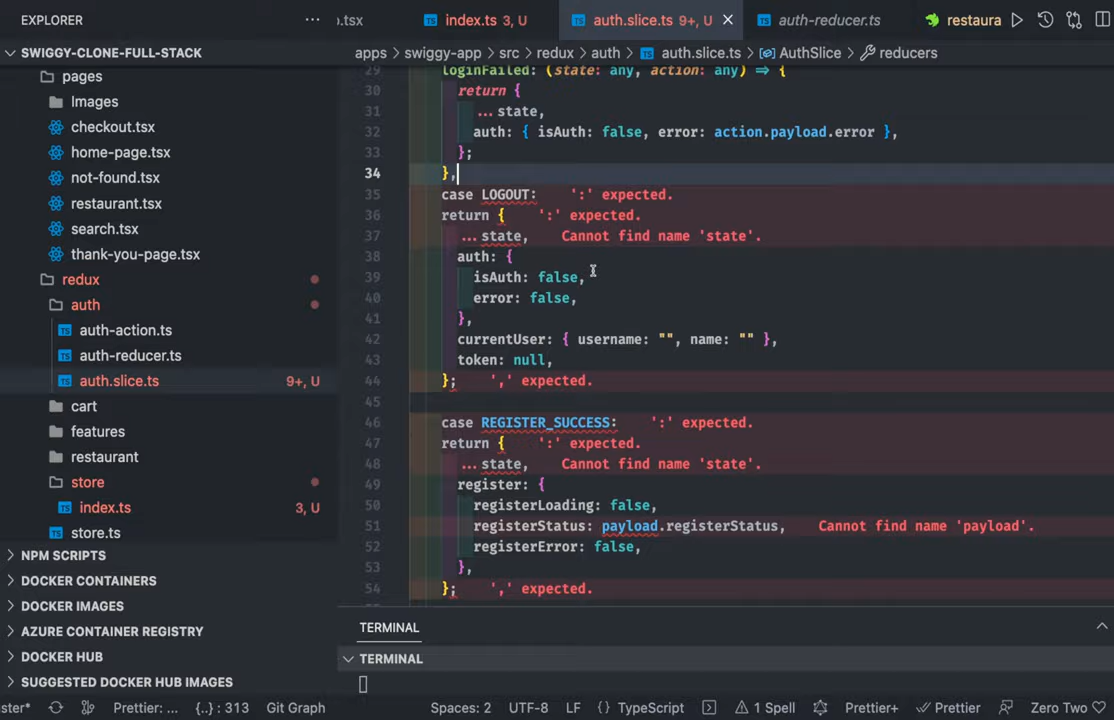 EXPLORER ... o.tsx index.ts 3, U auth.slice.ts 9+, U auth-reducer.ts restaura
SWIGGY-CLONE-FULL-STACK
apps > swiggy-app > src > redux > auth > auth.slice.ts > AuthSlice > reducers
pages
Images
checkout.tsx
home-page.tsx
not-found.tsx
restaurant.tsx
search.tsx
thank-you-page.tsx
redux
auth
auth-action.ts
auth-reducer.ts
auth.slice.ts 9+, U
cart
features
restaurant
store
index.ts 3, U
store.ts
NPM SCRIPTS
DOCKER CONTAINERS
DOCKER IMAGES
AZURE CONTAINER REGISTRY
DOCKER HUB
SUGGESTED DOCKER HUB IMAGES
29 loginFailed: (state: any, action: any) => {
30 return {
31 ...state,
32 auth: { isAuth: false, error: action.payload.error },
33 };
34 },
35 case LOGOUT: ':' expected.
36 return { ':' expected.
37 ...state, Cannot find name 'state'.
38 auth: {
39 isAuth: false,
40 error: false,
41 },
42 currentUser: { username: "", name: "" },
43 token: null,
44 }; ',' expected.
45
46 case REGISTER_SUCCESS: ':' expected.
47 return { ':' expected.
48 ...state, Cannot find name 'state'.
49 register: {
50 registerLoading: false,
51 registerStatus: payload.registerStatus, Cannot find name 'payload'.
52 registerError: false,
53 },
54 }; ',' expected.
TERMINAL
TERMINAL
ster* Prettier: ... {..} : 313 Git Graph Spaces: 2 UTF-8 LF {} TypeScript 1 Spell Prettier+ Prettier Zero Two